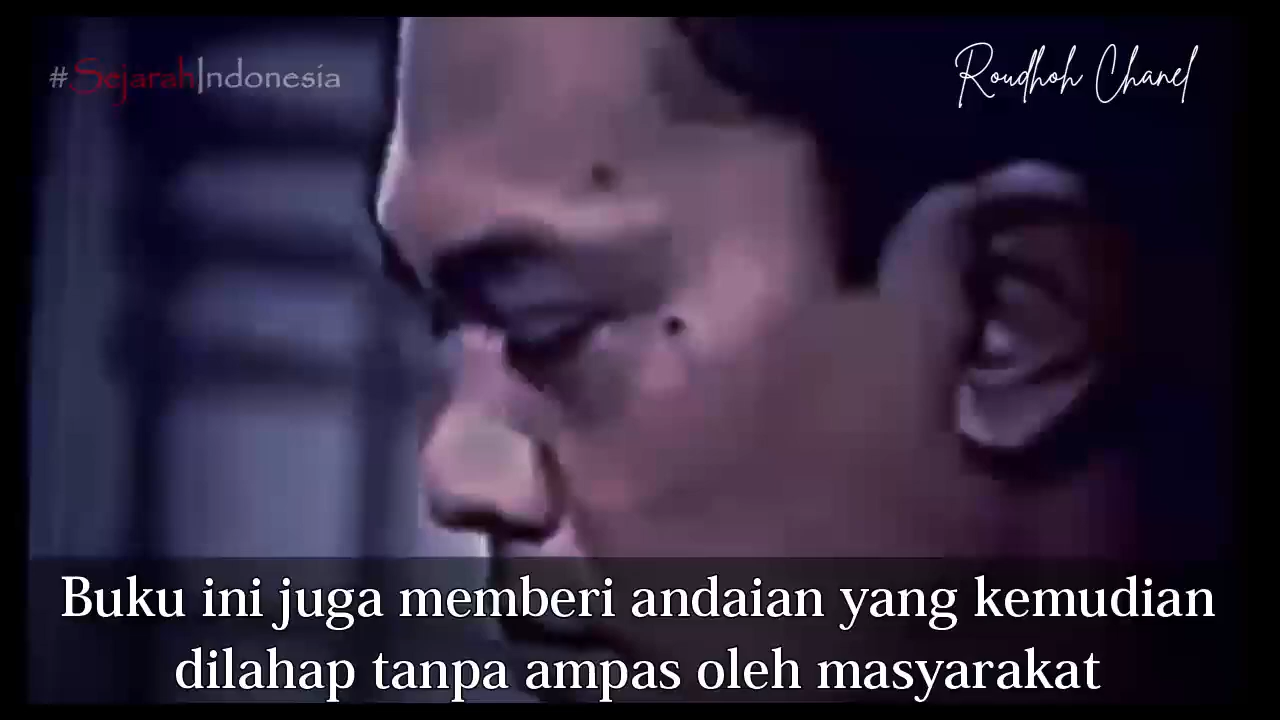 #SejarahIndonesia
Roudhoh Chanel
Buku ini juga memberi andaian yang kemudian
dilahap tanpa ampas oleh masyarakat